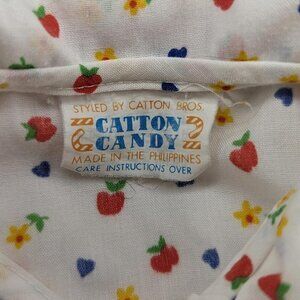 STYLED BY CATTON BROS.
CATTON
CANDY
MADE IN THE PHILIPPINES
CARE INSTRUCTIONS OVER